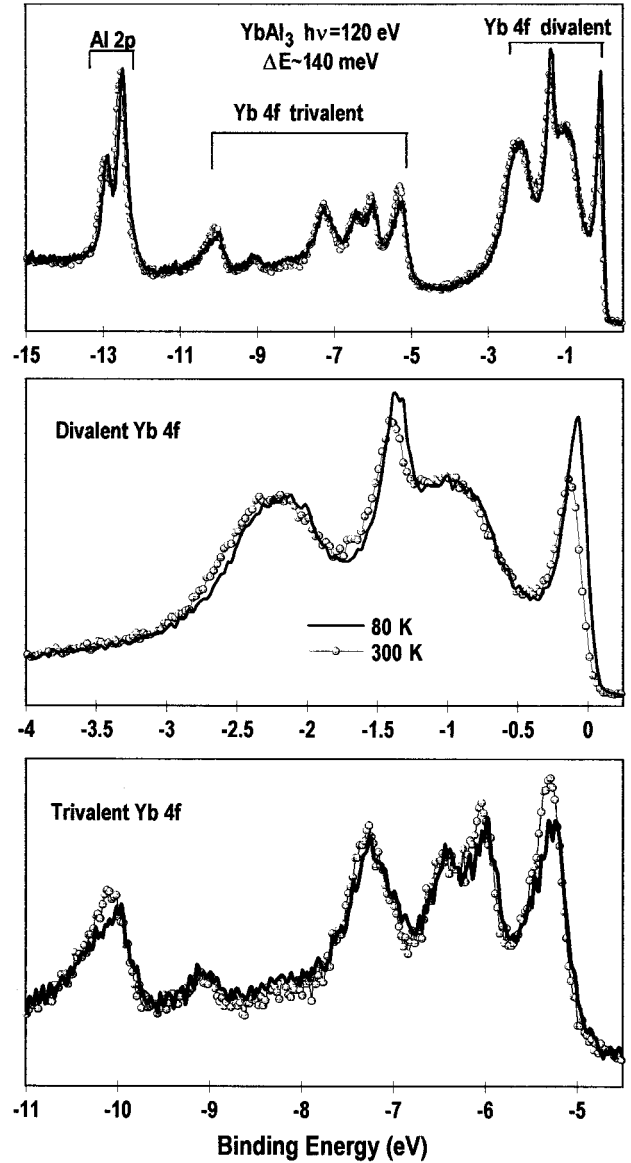 YbAl3 hν=120 eV
ΔE~140 meV
Al 2p
Yb 4f trivalent
Yb 4f divalent
-15 -13 -11 -9 -7 -5 -3 -1
Divalent Yb 4f
80 K
300 K
-4 -3.5 -3 -2.5 -2 -1.5 -1 -0.5 0
Trivalent Yb 4f
-11 -10 -9 -8 -7 -6 -5
Binding Energy (eV)